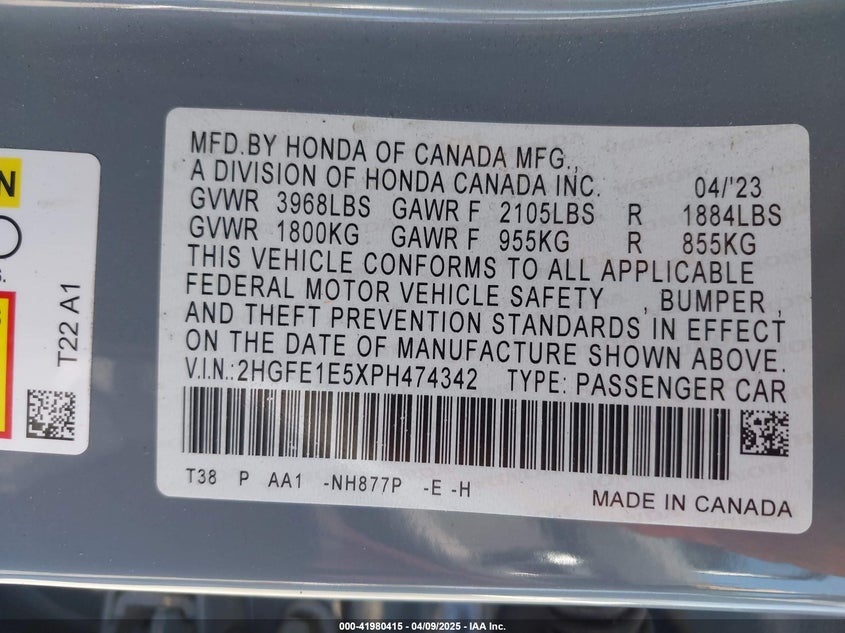 MFD.BY HONDA OF CANADA MFG.,
A DIVISION OF HONDA CANADA INC. 04/'23
GVWR 3968LBS GAWR F 2105LBS R 1884LBS
GVWR 1800KG GAWR F 955KG R 855KG
THIS VEHICLE CONFORMS TO ALL APPLICABLE
FEDERAL MOTOR VEHICLE SAFETY , BUMPER ,
AND THEFT PREVENTION STANDARDS IN EFFECT
ON THE DATE OF MANUFACTURE SHOWN ABOVE.
V.I.N.:2HGFE1E5XPH474342 TYPE: PASSENGER CAR
T38 P AA1 -NH877P -E -H
MADE IN CANADA
T22 A1
000-41980415 - 04/09/2025 - IAA Inc.